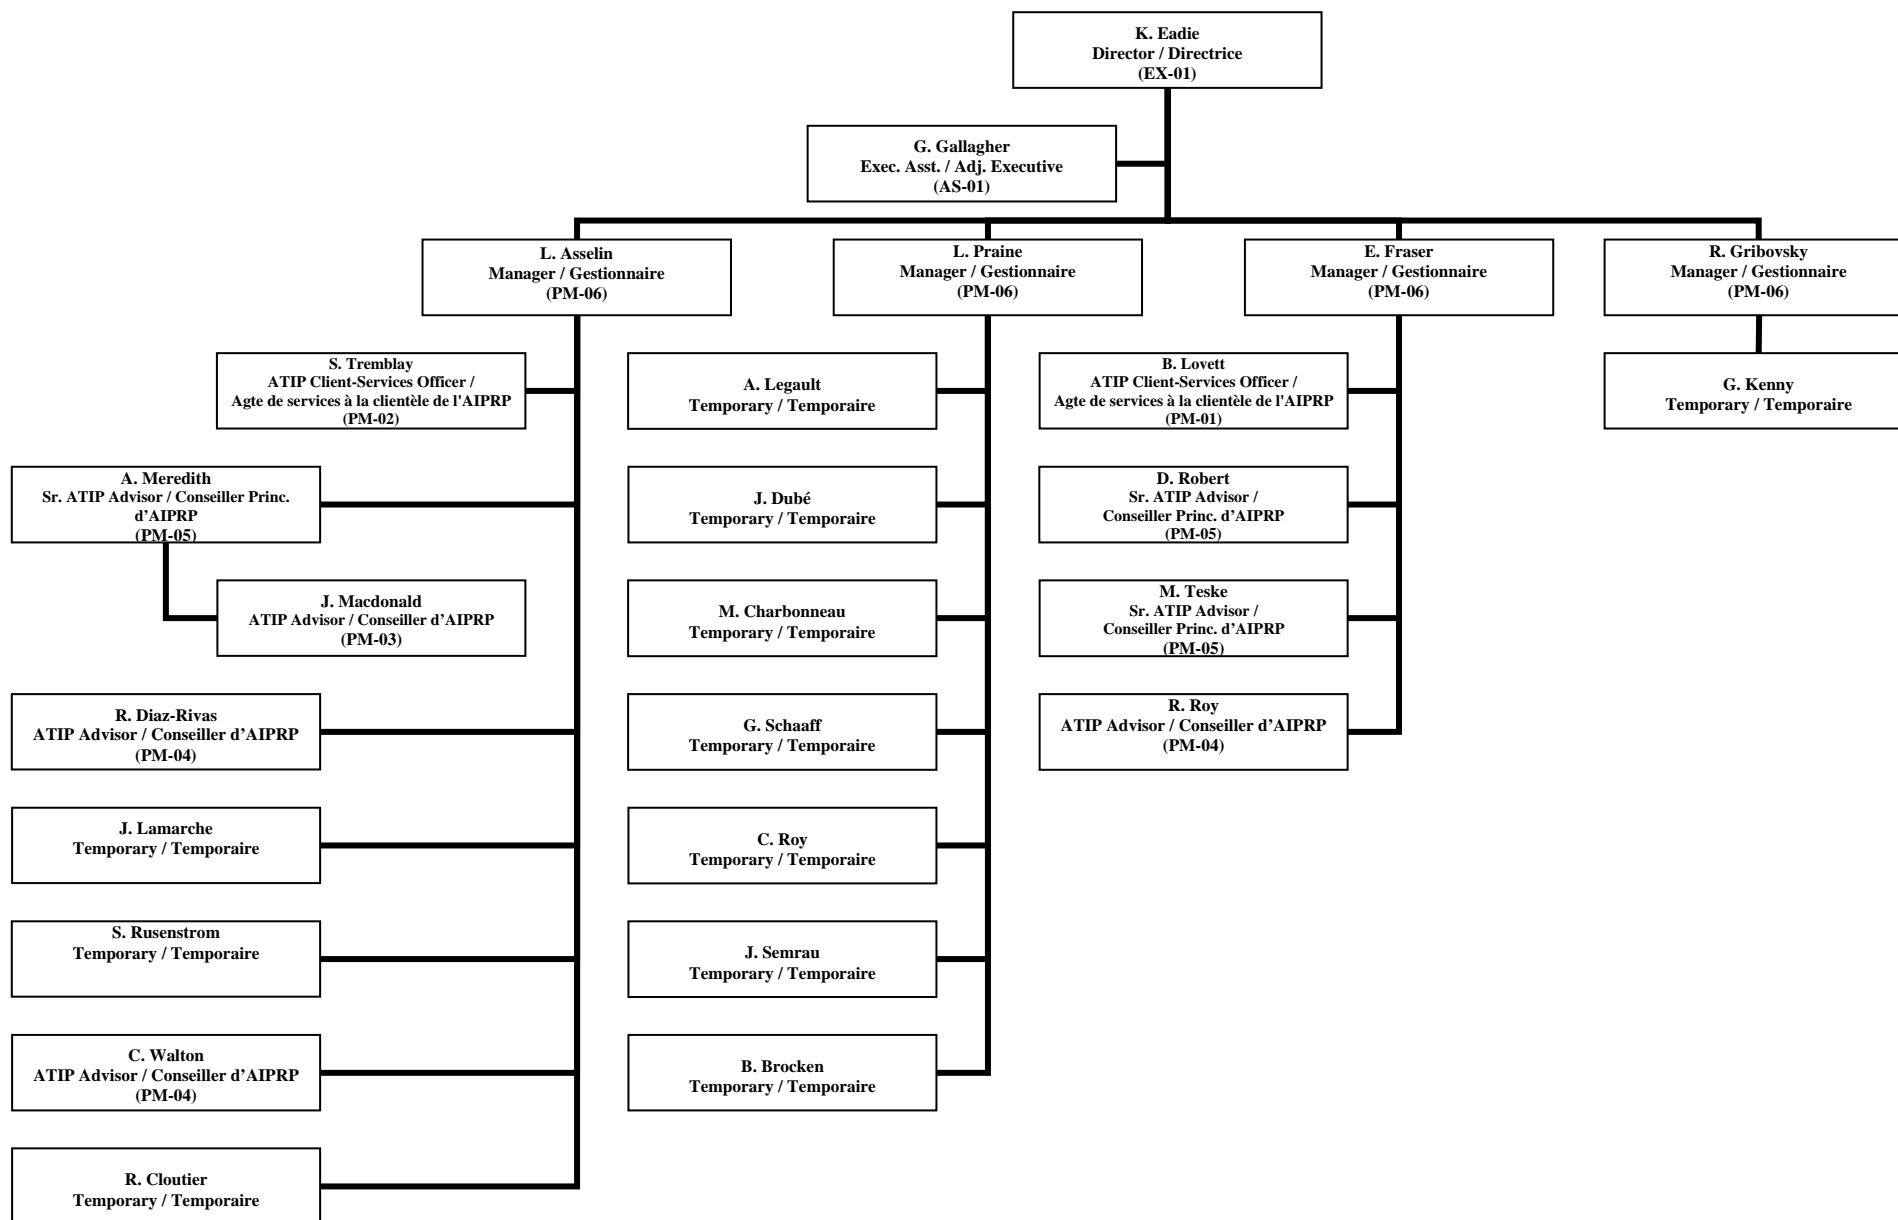 K. Eadie
Director / Directrice
(EX-01)
G. Gallagher
Exec. Asst. / Adj. Executive
(AS-01)
L. Asselin
Manager / Gestionnaire
(PM-06)
L. Praine
Manager / Gestionnaire
(PM-06)
E. Fraser
Manager / Gestionnaire
(PM-06)
R. Gribovsky
Manager / Gestionnaire
(PM-06)
S. Tremblay
ATIP Client-Services Officer /
Agte de services à la clientèle de l'AIPRP
(PM-02)
A. Legault
Temporary / Temporaire
B. Lovett
ATIP Client-Services Officer /
Agte de services à la clientèle de l'AIPRP
(PM-01)
G. Kenny
Temporary / Temporaire
A. Meredith
Sr. ATIP Advisor / Conseiller Princ.
d’AIPRP
(PM-05)
J. Dubé
Temporary / Temporaire
D. Robert
Sr. ATIP Advisor /
Conseiller Princ. d’AIPRP
(PM-05)
J. Macdonald
ATIP Advisor / Conseiller d’AIPRP
(PM-03)
M. Charbonneau
Temporary / Temporaire
M. Teske
Sr. ATIP Advisor /
Conseiller Princ. d’AIPRP
(PM-05)
R. Diaz-Rivas
ATIP Advisor / Conseiller d’AIPRP
(PM-04)
G. Schaaff
Temporary / Temporaire
R. Roy
ATIP Advisor / Conseiller d’AIPRP
(PM-04)
J. Lamarche
Temporary / Temporaire
C. Roy
Temporary / Temporaire
S. Rusenstrom
Temporary / Temporaire
J. Semrau
Temporary / Temporaire
C. Walton
ATIP Advisor / Conseiller d’AIPRP
(PM-04)
B. Brocken
Temporary / Temporaire
R. Cloutier
Temporary / Temporaire